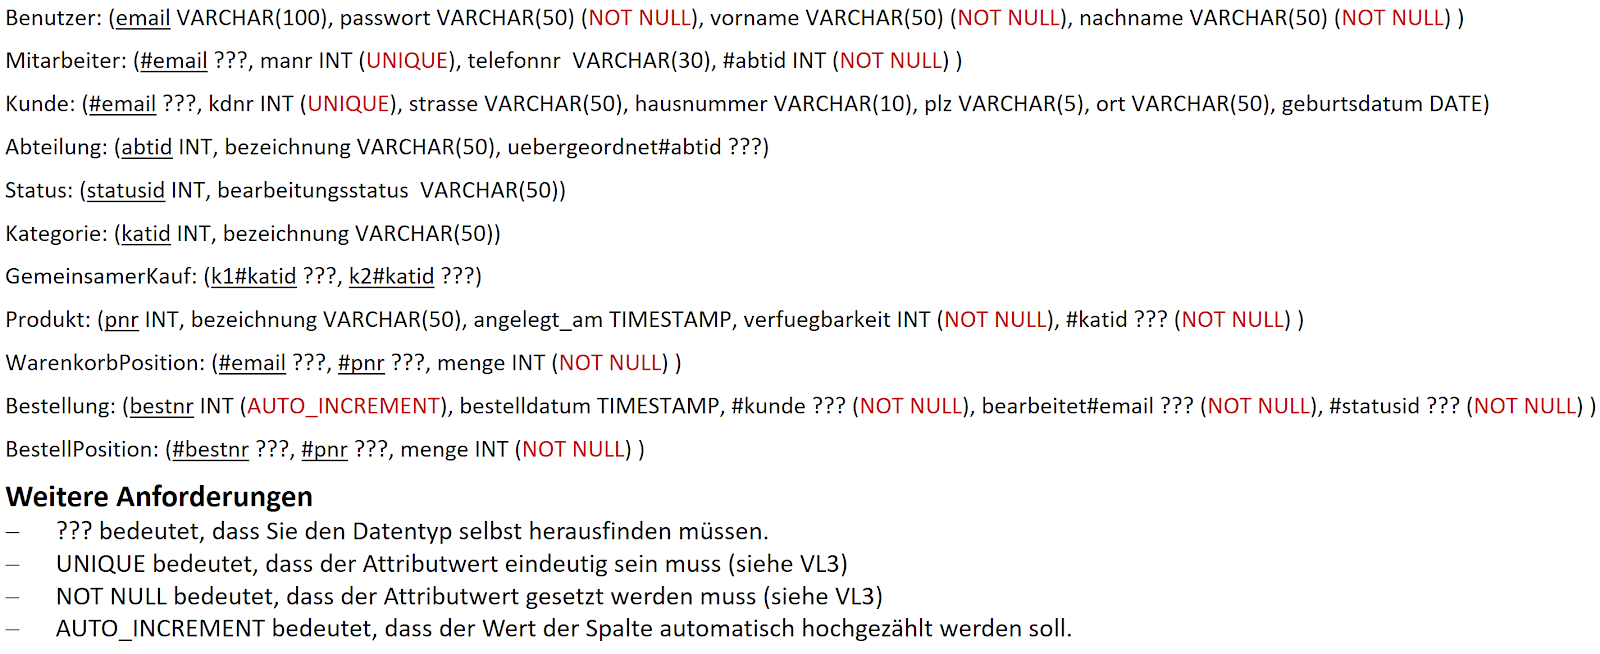 Benutzer: (email VARCHAR(100), passwort VARCHAR(50) (NOT NULL), vorname VARCHAR(50) (NOT NULL), nachname VARCHAR(50) (NOT NULL) )
Mitarbeiter: (#email ???, manr INT (UNIQUE), telefonnr  VARCHAR(30), #abtid INT (NOT NULL) )
Kunde: (#email ???, kdnr INT (UNIQUE), strasse VARCHAR(50), hausnummer VARCHAR(10), plz VARCHAR(5), ort VARCHAR(50), geburtsdatum DATE)
Abteilung: (abtid INT, bezeichnung VARCHAR(50), uebergeordnet#abtid ???)
Status: (statusid INT, bearbeitungsstatus  VARCHAR(50))
Kategorie: (katid INT, bezeichnung VARCHAR(50))
GemeinsamerKauf: (k1#katid ???, k2#katid ???)
Produkt: (pnr INT, bezeichnung VARCHAR(50), angelegt_am TIMESTAMP, verfuegbarkeit INT (NOT NULL), #katid ??? (NOT NULL) )
WarenkorbPosition: (#email ???, #pnr ???, menge INT (NOT NULL) )
Bestellung: (bestnr INT (AUTO_INCREMENT), bestelldatum TIMESTAMP, #kunde ??? (NOT NULL), bearbeitet#email ??? (NOT NULL), #statusid ??? (NOT NULL) )
BestellPosition: (#bestnr ???, #pnr ???, menge INT (NOT NULL) )
Weitere Anforderungen
– ??? bedeutet, dass Sie den Datentyp selbst herausfinden müssen.
– UNIQUE bedeutet, dass der Attributwert eindeutig sein muss (siehe VL3)
– NOT NULL bedeutet, dass der Attributwert gesetzt werden muss (siehe VL3)
– AUTO_INCREMENT bedeutet, dass der Wert der Spalte automatisch hochgezählt werden soll.